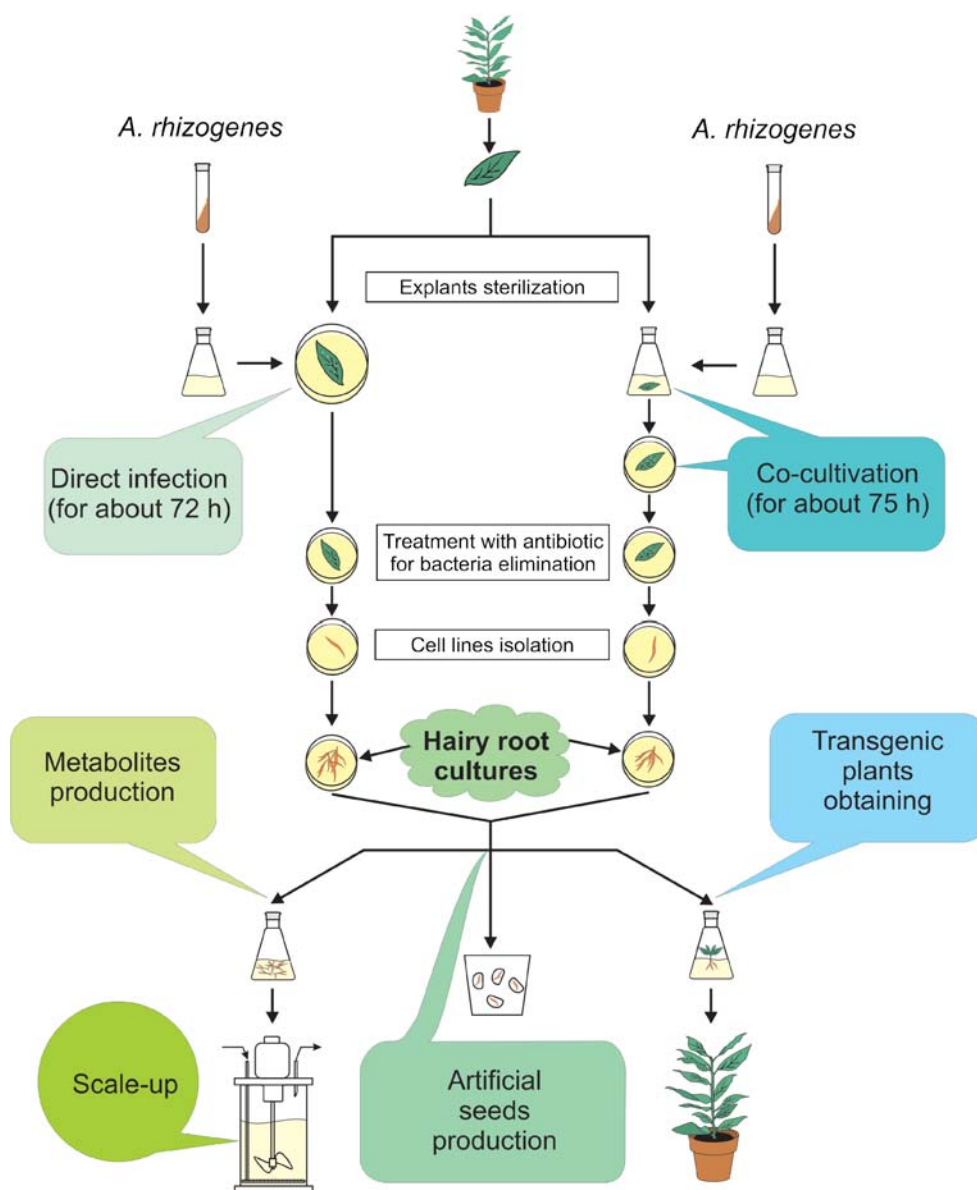 A. rhizogenes
A. rhizogenes
Explants sterilization
Direct infection
(for about 72 h)
Co-cultivation
(for about 75 h)
Treatment with antibiotic
for bacteria elimination
Cell lines isolation
Hairy root
cultures
Metabolites
production
Transgenic
plants
obtaining
Scale-up
Artificial
seeds
production